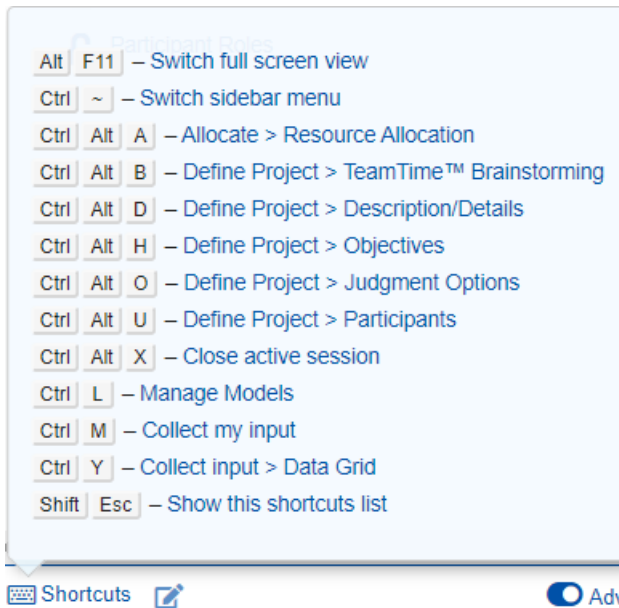 Participant Roles
Alt F11 – Switch full screen view
Ctrl ~ – Switch sidebar menu
Ctrl Alt A – Allocate > Resource Allocation
Ctrl Alt B – Define Project > TeamTime™ Brainstorming
Ctrl Alt D – Define Project > Description/Details
Ctrl Alt H – Define Project > Objectives
Ctrl Alt O – Define Project > Judgment Options
Ctrl Alt U – Define Project > Participants
Ctrl Alt X – Close active session
Ctrl L – Manage Models
Ctrl M – Collect my input
Ctrl Y – Collect input > Data Grid
Shift Esc – Show this shortcuts list
Shortcuts Adv